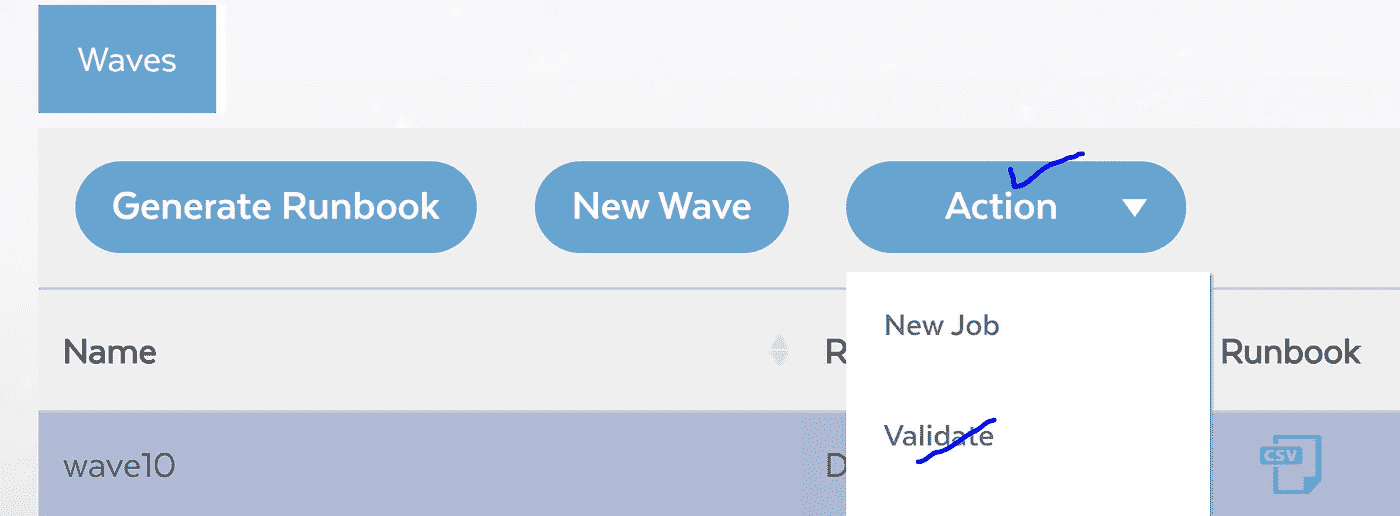 Waves
Generate Runbook New Wave Action
New Job
Name R Runbook
Validate
wave10 D CSV